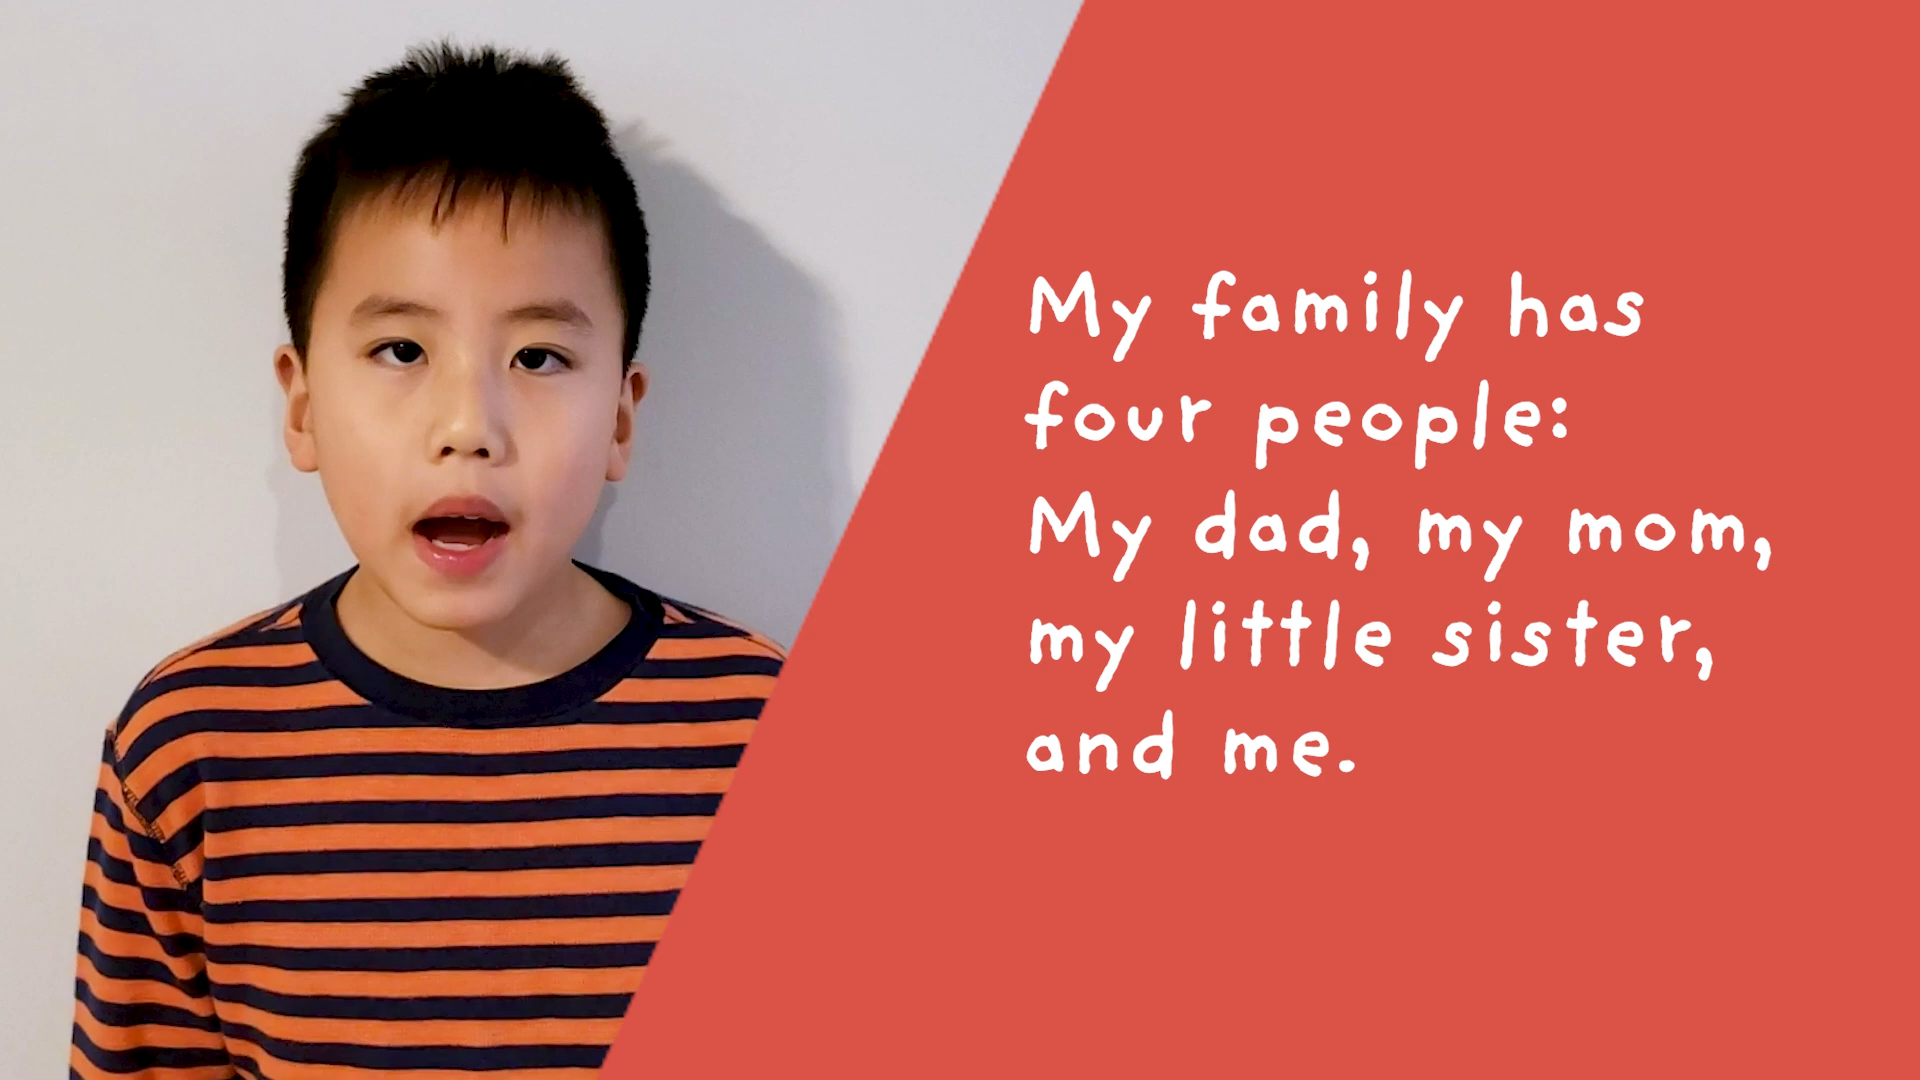 My family has
four people:
My dad, my mom,
my little sister,
and me.